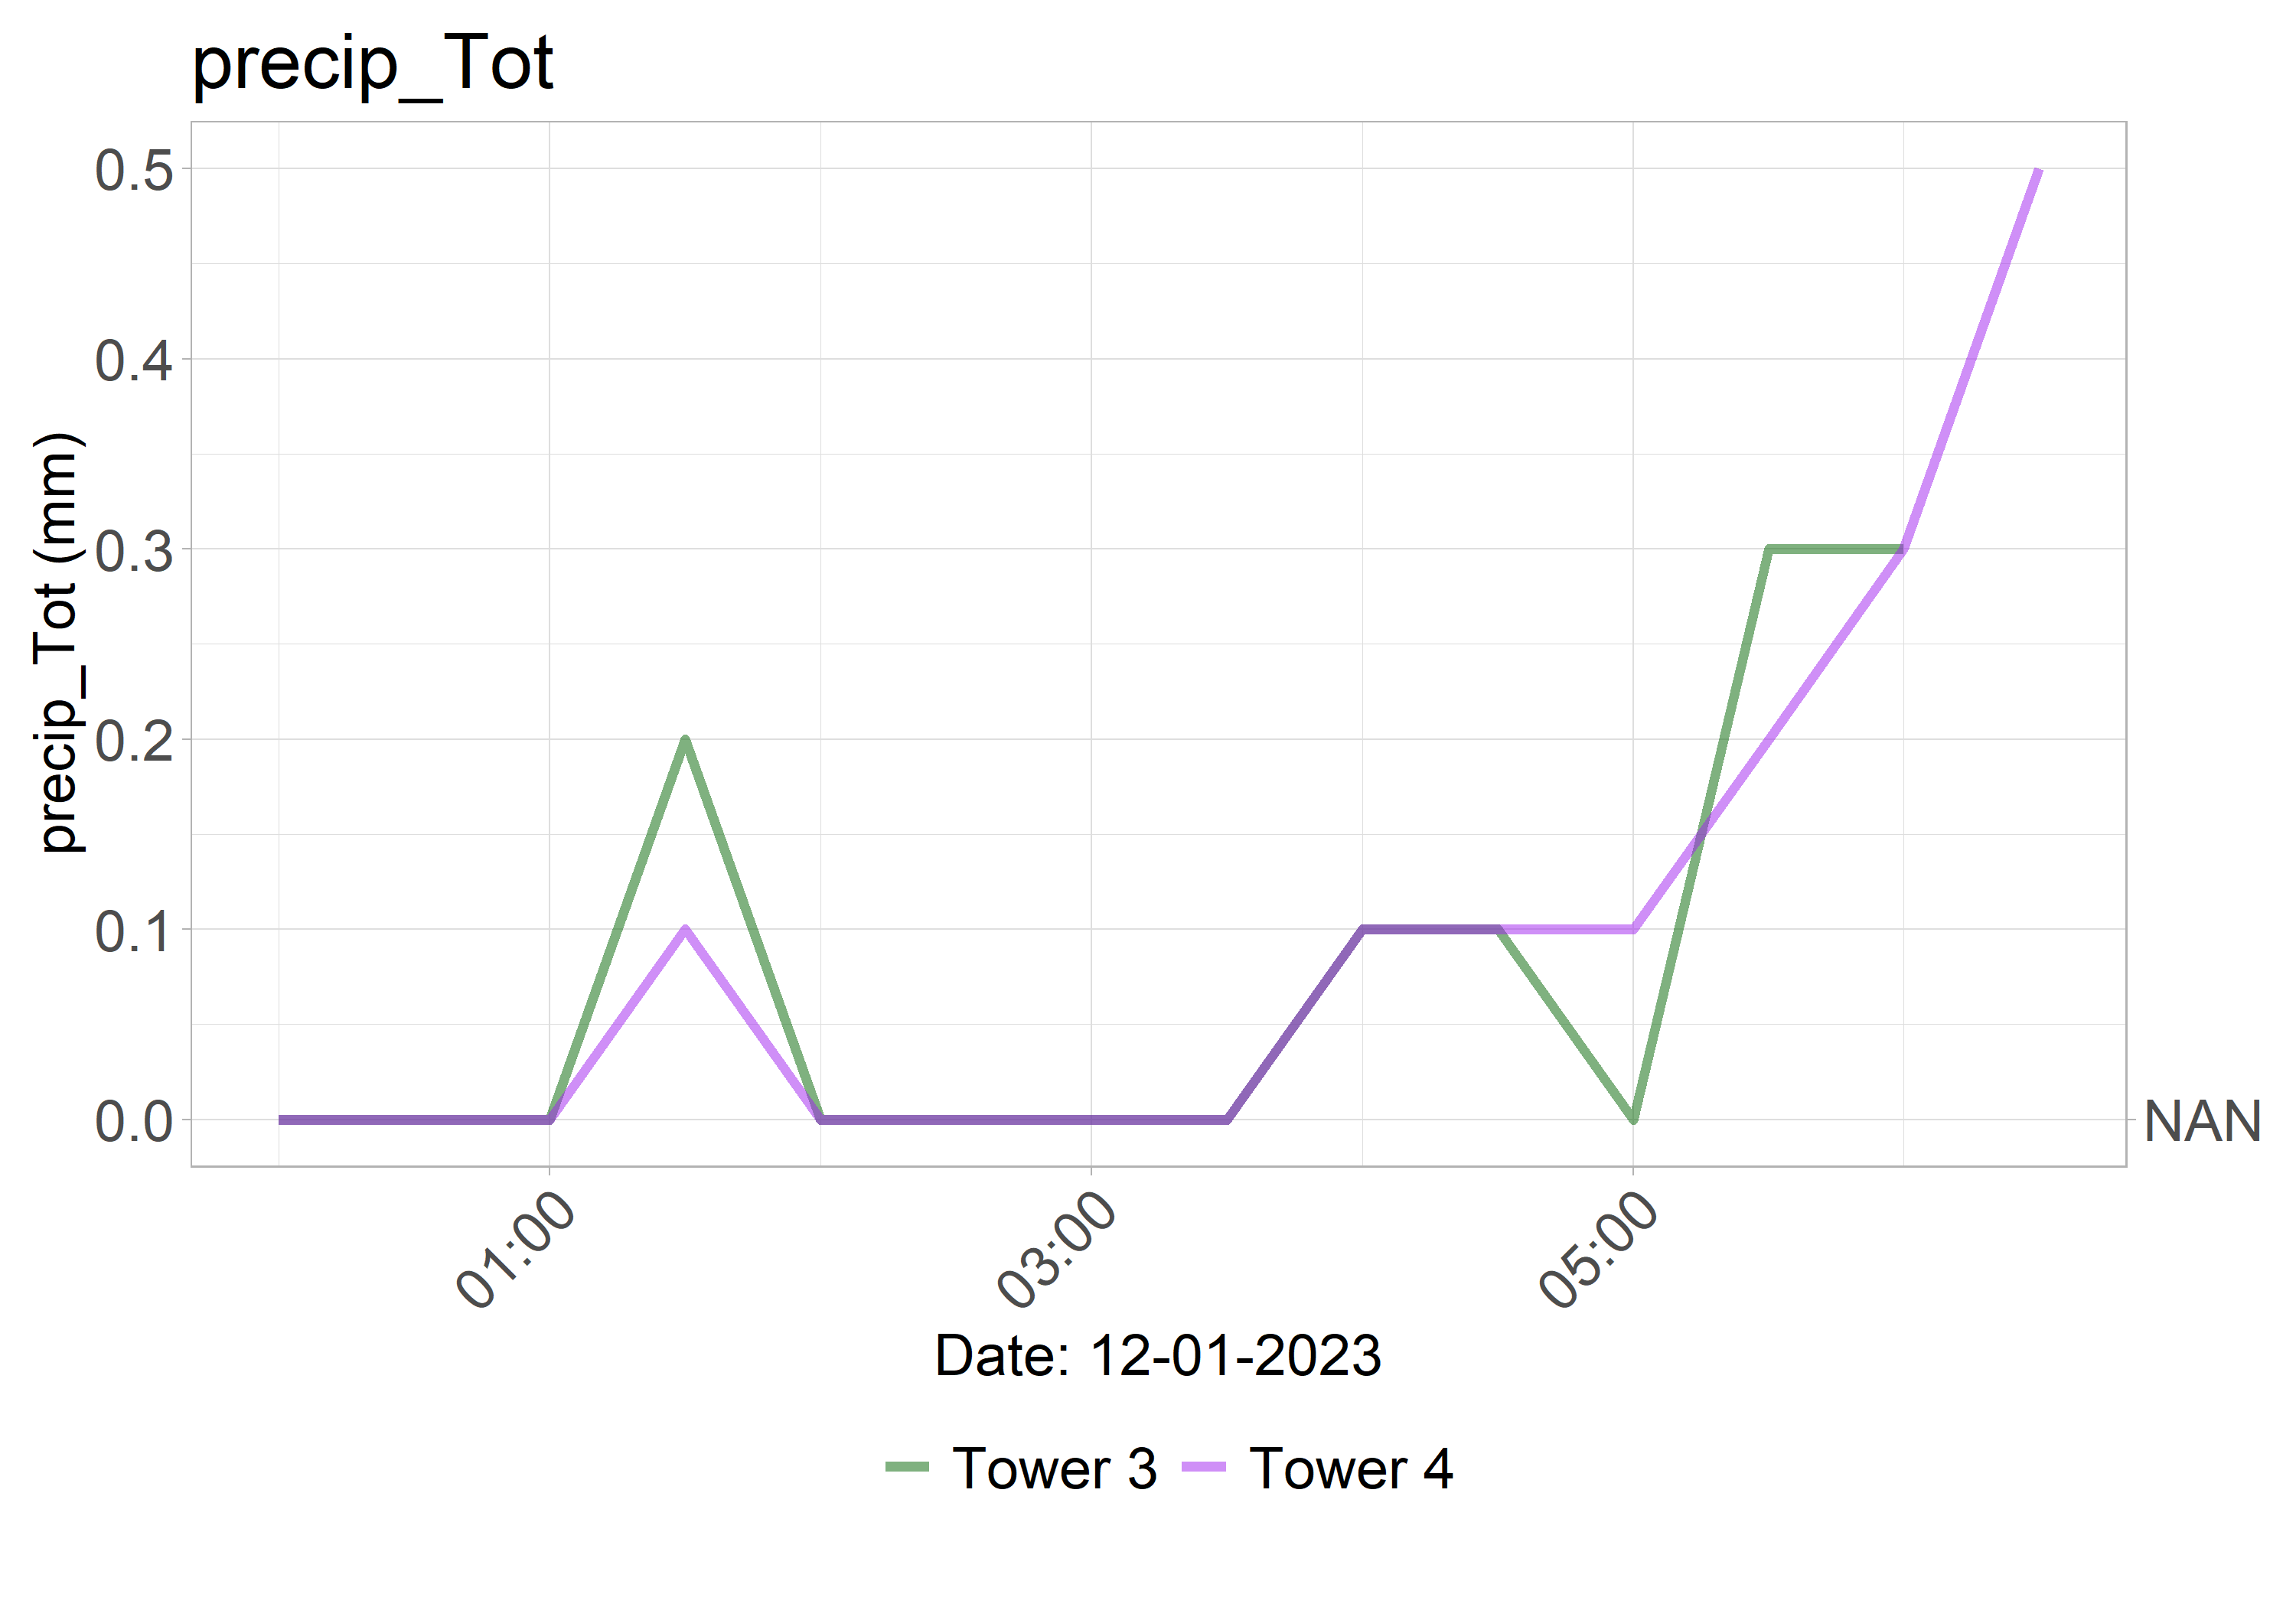 precip_Tot
precip_Tot (mm)
0.5
0.4
0.3
0.2
0.1
0.0
NAN
01:00
03:00
05:00
Date: 12-01-2023
Tower 3
Tower 4